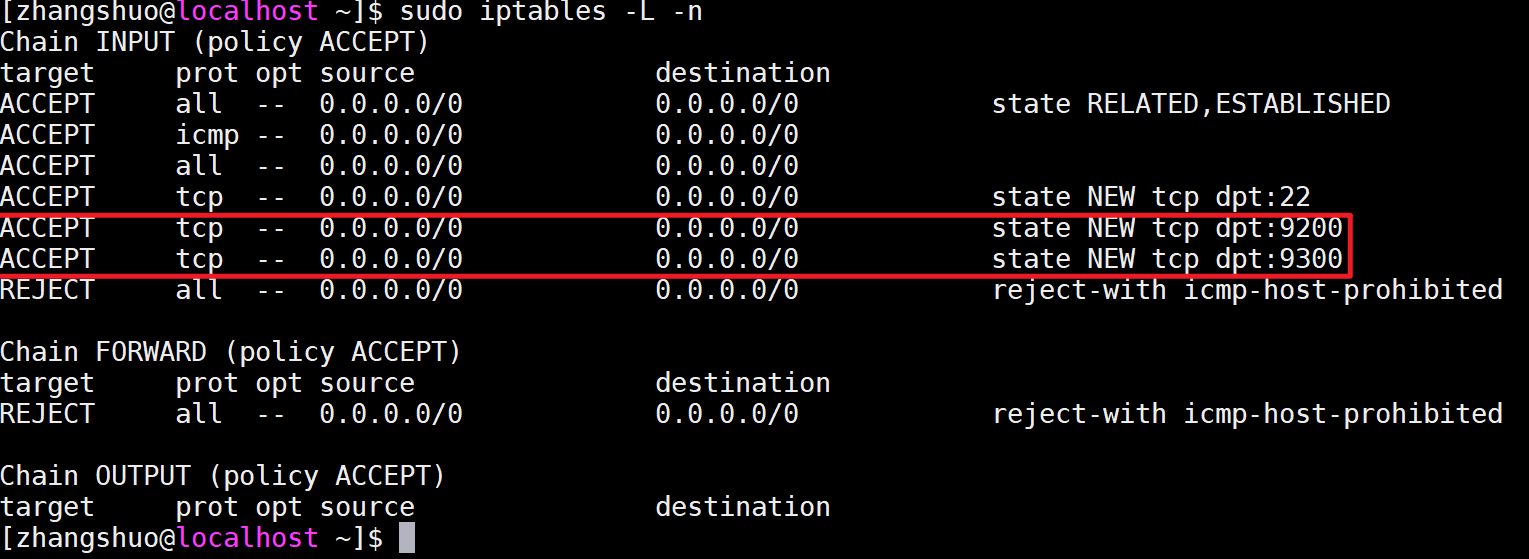 [zhangshuo@localhost ~]$ sudo iptables -L -n
Chain INPUT (policy ACCEPT)
target     prot opt source               destination
ACCEPT     all  --  0.0.0.0/0            0.0.0.0/0            state RELATED,ESTABLISHED
ACCEPT     icmp --  0.0.0.0/0            0.0.0.0/0
ACCEPT     all  --  0.0.0.0/0            0.0.0.0/0
ACCEPT     tcp  --  0.0.0.0/0            0.0.0.0/0            state NEW tcp dpt:22
ACCEPT     tcp  --  0.0.0.0/0            0.0.0.0/0            state NEW tcp dpt:9200
ACCEPT     tcp  --  0.0.0.0/0            0.0.0.0/0            state NEW tcp dpt:9300
REJECT     all  --  0.0.0.0/0            0.0.0.0/0            reject-with icmp-host-prohibited

Chain FORWARD (policy ACCEPT)
target     prot opt source               destination
REJECT     all  --  0.0.0.0/0            0.0.0.0/0            reject-with icmp-host-prohibited

Chain OUTPUT (policy ACCEPT)
target     prot opt source               destination
[zhangshuo@localhost ~]$